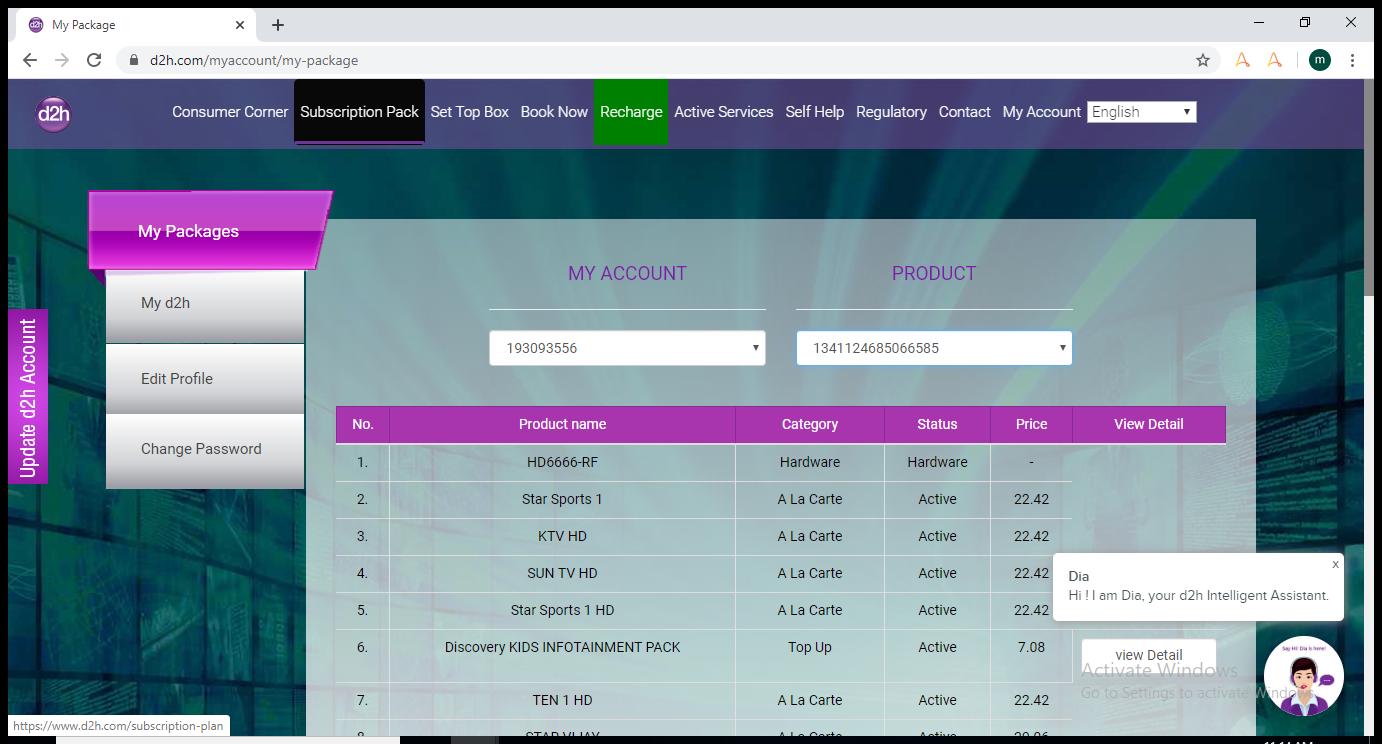 d2h My Package
d2h.com/myaccount/my-package m
d2h Consumer Corner Subscription Pack Set Top Box Book Now Recharge Active Services Self Help Regulatory Contact My Account English
My Packages
My d2h
Edit Profile
Change Password
Update d2h Account
MY ACCOUNT PRODUCT
193093556 1341124685066585
No. Product name Category Status Price View Detail
1. HD6666-RF Hardware Hardware -
2. Star Sports 1 A La Carte Active 22.42
3. KTV HD A La Carte Active 22.42
4. SUN TV HD A La Carte Active 22.42
5. Star Sports 1 HD A La Carte Active 22.42
6. Discovery KIDS INFOTAINMENT PACK Top Up Active 7.08 view Detail
7. TEN 1 HD A La Carte Active 22.42
8. STAR VIJAY A La Carte Active
x
Dia
Hi ! I am Dia, your d2h Intelligent Assistant.
Say Hi! Dia is here!
Activate Windows
Go to Settings to activate Windows.
https://www.d2h.com/subscription-plan